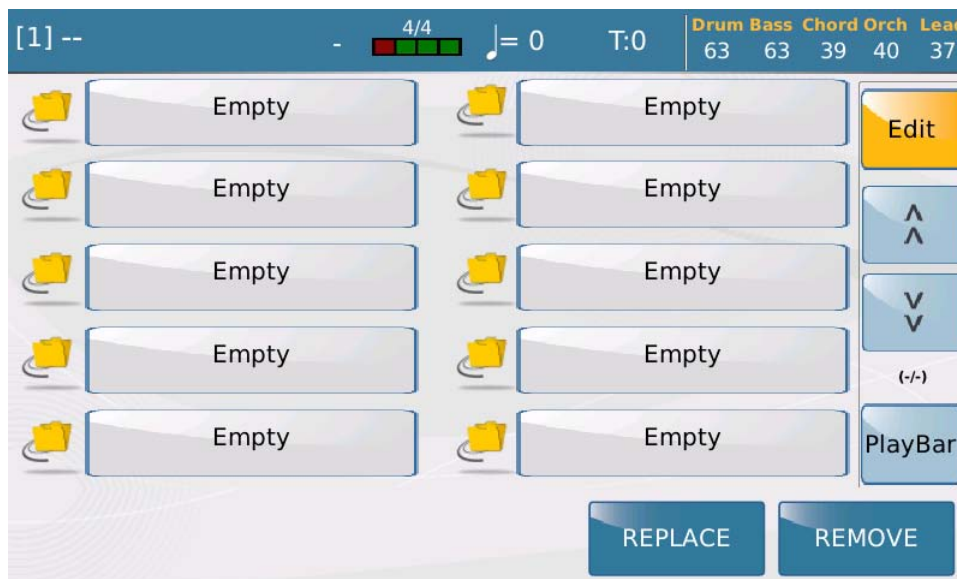 [1] -- - 4/4 ♩= 0 T:0 Drum Bass Chord Orch Lead
63 63 39 40 37
Empty Empty Edit
Empty Empty
Empty Empty
Empty Empty (-/-)
Empty Empty PlayBar
REPLACE REMOVE